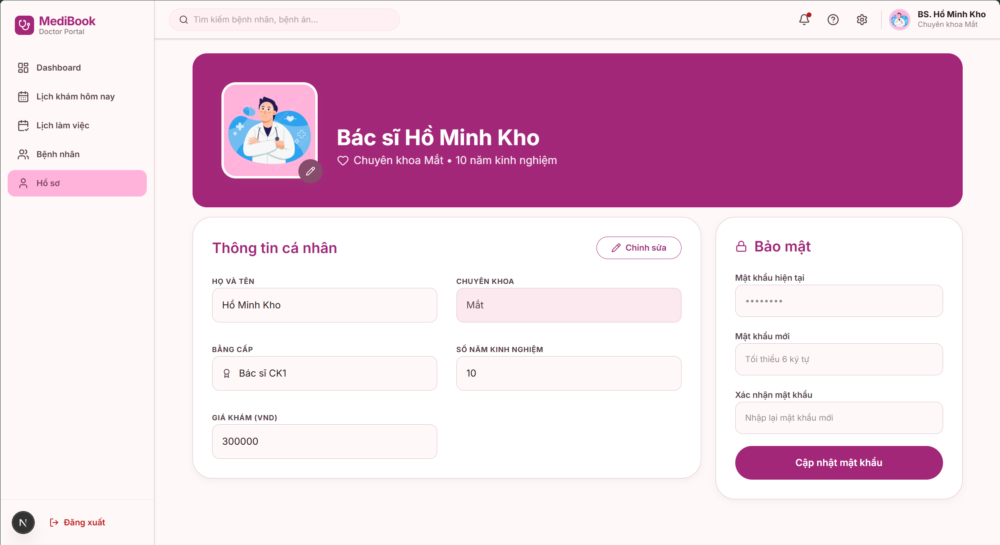 MediBook
Doctor Portal
Dashboard
Lịch khám hôm nay
Lịch làm việc
Bệnh nhân
Hồ sơ
N
Đăng xuất
Tìm kiếm bệnh nhân, bệnh án...
BS. Hồ Minh Kho
Chuyên khoa Mắt
Bác sĩ Hồ Minh Kho
Chuyên khoa Mắt • 10 năm kinh nghiệm
Thông tin cá nhân
Chỉnh sửa
HỌ VÀ TÊN
Hồ Minh Kho
CHUYÊN KHOA
Mắt
BẰNG CẤP
Bác sĩ CK1
SỐ NĂM KINH NGHIỆM
10
GIÁ KHÁM (VND)
300000
Bảo mật
Mật khẩu hiện tại
••••••••
Mật khẩu mới
Tối thiểu 6 ký tự
Xác nhận mật khẩu
Nhập lại mật khẩu mới
Cập nhật mật khẩu